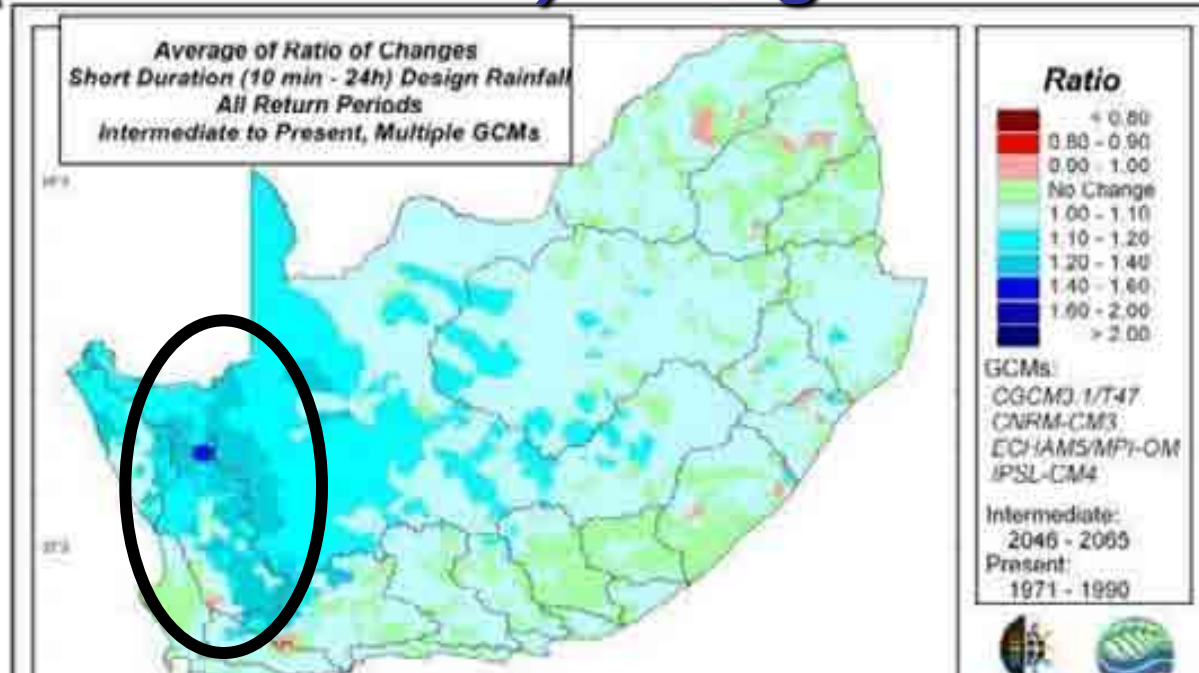 Average of Ratio of Changes
Short Duration (10 min - 24h) Design Rainfall
All Return Periods
Intermediate to Present, Multiple GCMs
Ratio
< 0.80
0.80 - 0.90
0.90 - 1.00
No Change
1.00 - 1.10
1.10 - 1.20
1.20 - 1.40
1.40 - 1.60
1.60 - 2.00
> 2.00
GCMs:
CGCM3.1/T47
CNRM-CM3
ECHAM5/MPI-OM
IPSL-CM4
Intermediate:
2046 - 2065
Present:
1971 - 1990